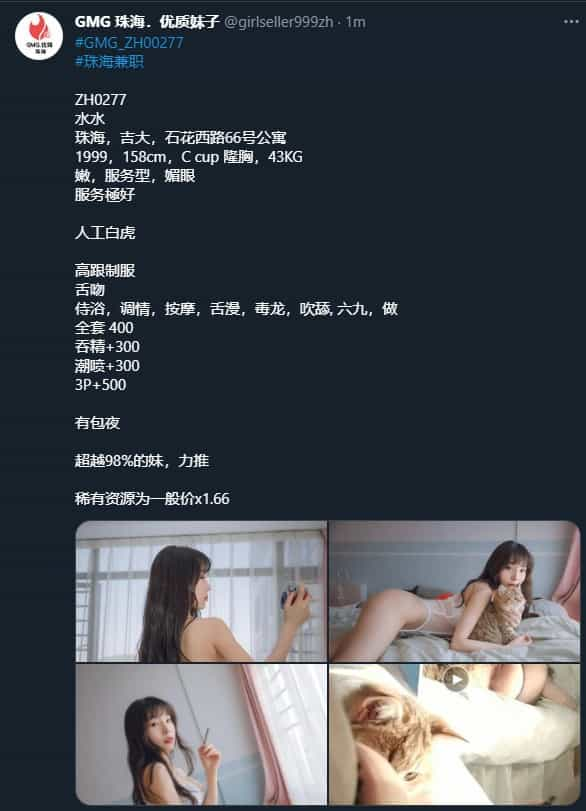 GMG 珠海．优质妹子 @girlseller999zh · 1m
#GMG_ZH00277
#珠海兼职
ZH0277
水水
珠海，吉大，石花西路66号公寓
1999，158cm，C cup 隆胸，43KG
嫩，服务型，媚眼
服务極好
人工白虎
高跟制服
舌吻
侍浴，调情，按摩，舌漫，毒龙，吹舔, 六九，做
全套 400
吞精+300
潮喷+300
3P+500
有包夜
超越98%的妹，力推
稀有资源为一般价x1.66